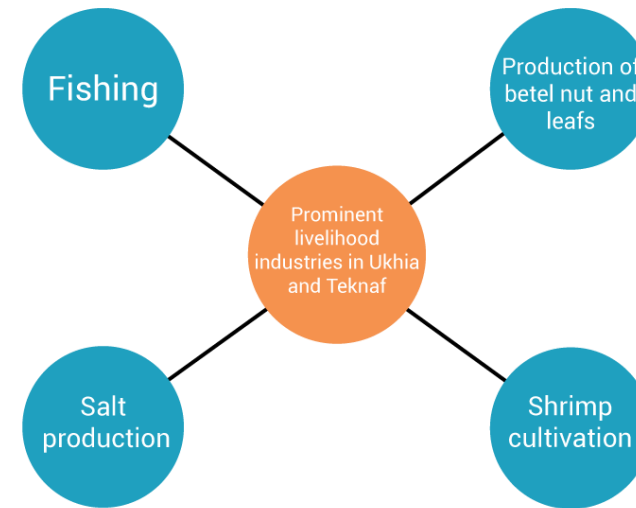 Fishing
Production of
betel nut and
leafs
Prominent
livelihood
industries in Ukhia
and Teknaf
Salt
production
Shrimp
cultivation